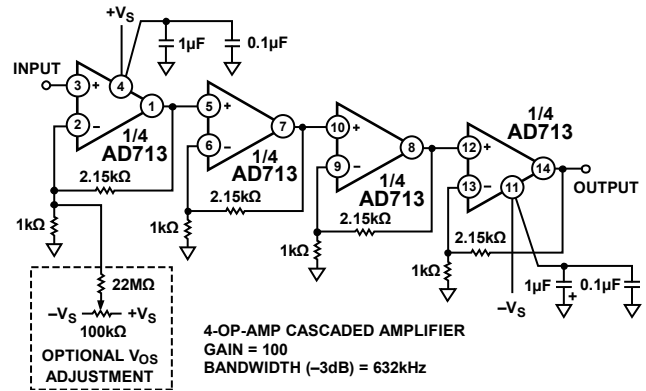 +VS
1µF
0.1µF
INPUT
3
+
4
2
–
1
1/4
AD713
2.15kΩ
1kΩ
5
+
6
–
7
1/4
AD713
2.15kΩ
1kΩ
10
+
9
–
8
1/4
AD713
2.15kΩ
1kΩ
12
+
13
–
11
14
1/4
AD713
OUTPUT
2.15kΩ
1kΩ
–VS
1µF
+
0.1µF
22MΩ
–VS
+VS
100kΩ
OPTIONAL VOS
ADJUSTMENT
4-OP-AMP CASCADED AMPLIFIER
GAIN = 100
BANDWIDTH (–3dB) = 632kHz